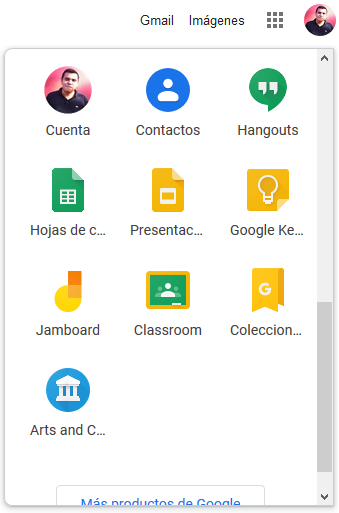 Gmail Imágenes
Cuenta Contactos Hangouts
Hojas de c... Presentac... Google Ke...
Jamboard Classroom Coleccion...
Arts and C...
Más productos de Google